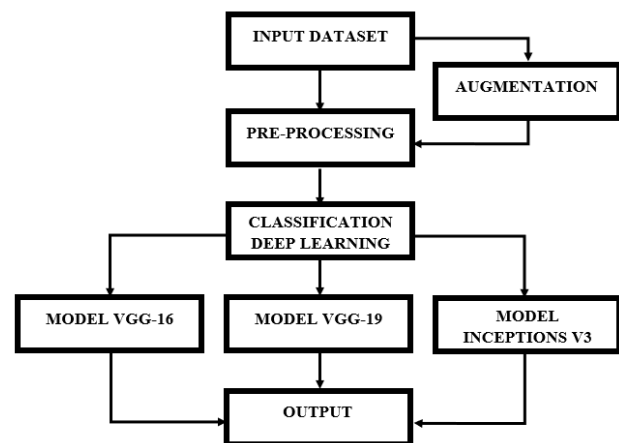 INPUT DATASET
AUGMENTATION
PRE-PROCESSING
CLASSIFICATION
DEEP LEARNING
MODEL VGG-16
MODEL VGG-19
MODEL
INCEPTIONS V3
OUTPUT